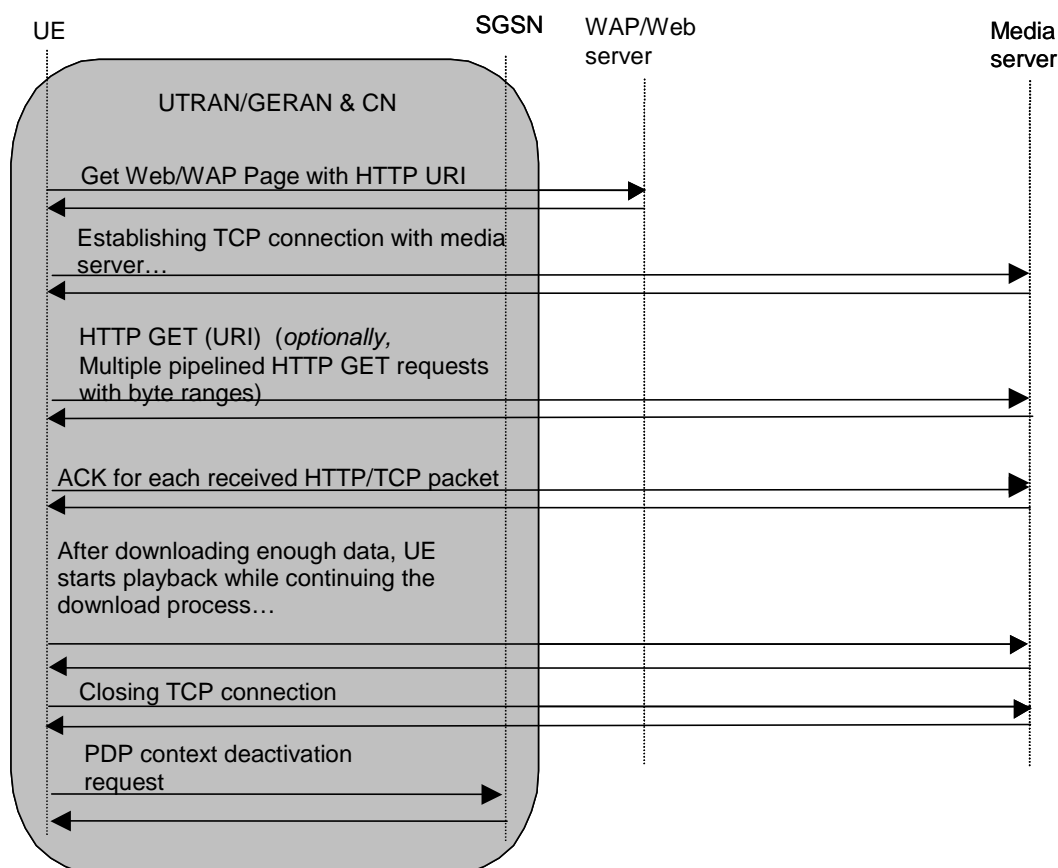 UE
SGSN
WAP/Web
server
Media
server
UTRAN/GERAN & CN
Get Web/WAP Page with HTTP URI
Establishing TCP connection with media
server…
HTTP GET (URI) (optionally,
Multiple pipelined HTTP GET requests
with byte ranges)
ACK for each received HTTP/TCP packet
After downloading enough data, UE
starts playback while continuing the
download process…
Closing TCP connection
PDP context deactivation
request